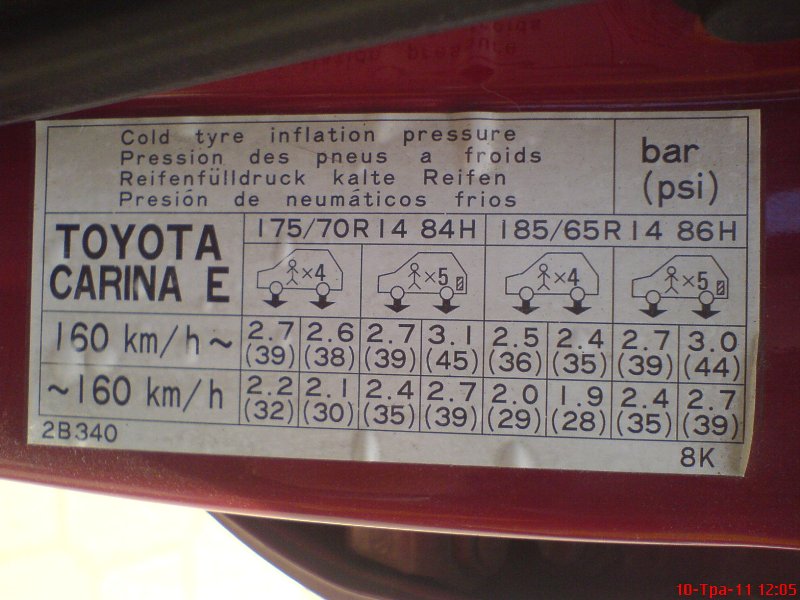 Cold tyre inflation pressure
Pression des pneus a froids
Reifenfülldruck kalte Reifen
Presión de neumáticos frios
bar
(psi)
TOYOTA
CARINA E
175/70R14 84H 185/65R14 86H
×4 ×5 ×4 ×5
160 km/h~ 2.7 2.6 2.7 3.1 2.5 2.4 2.7 3.0
(39) (38) (39) (45) (36) (35) (39) (44)
~160 km/h 2.2 2.1 2.4 2.7 2.0 1.9 2.4 2.7
(32) (30) (35) (39) (29) (28) (35) (39)
2B340
8K
10-Тра-11 12:05